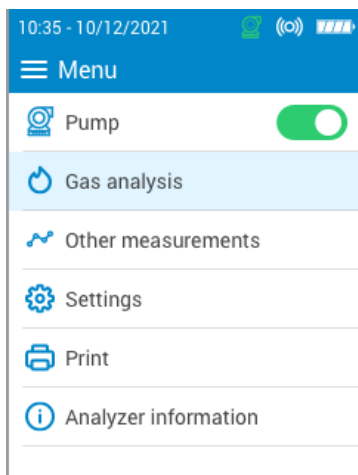 10:35 - 10/12/2021
Menu
Pump
Gas analysis
Other measurements
Settings
Print
Analyzer information